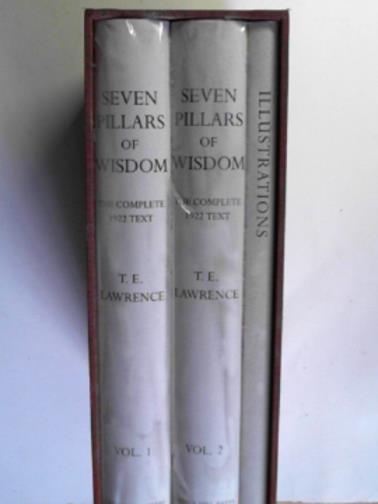 SEVEN
PILLARS
OF
WISDOM
THE COMPLETE
1922 TEXT
T. E.
LAWRENCE
VOL. 1
SEVEN
PILLARS
OF
WISDOM
THE COMPLETE
1922 TEXT
T. E.
LAWRENCE
VOL. 2
ILLUSTRATIONS